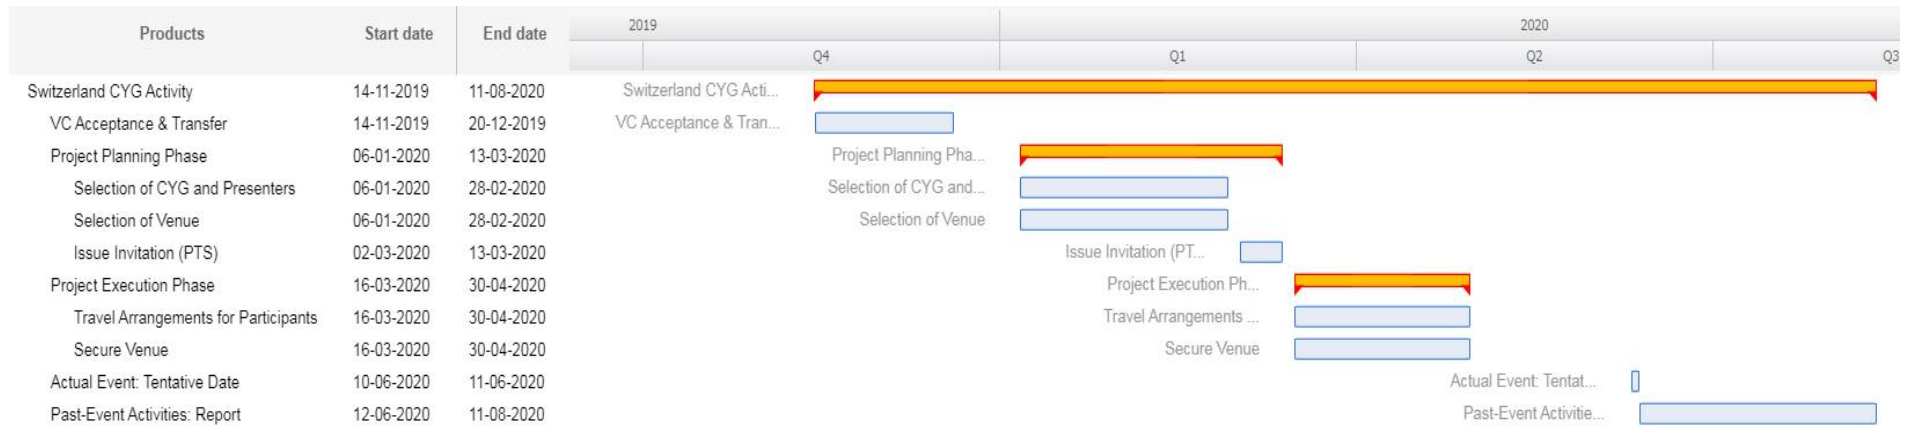 Products Start date End date 2019 2020
Q4 Q1 Q2 Q3
Switzerland CYG Activity 14-11-2019 11-08-2020 Switzerland CYG Acti...
VC Acceptance & Transfer 14-11-2019 20-12-2019 VC Acceptance & Tran...
Project Planning Phase 06-01-2020 13-03-2020 Project Planning Pha...
Selection of CYG and Presenters 06-01-2020 28-02-2020 Selection of CYG and...
Selection of Venue 06-01-2020 28-02-2020 Selection of Venue
Issue Invitation (PTS) 02-03-2020 13-03-2020 Issue Invitation (PT...
Project Execution Phase 16-03-2020 30-04-2020 Project Execution Ph...
Travel Arrangements for Participants 16-03-2020 30-04-2020 Travel Arrangements ...
Secure Venue 16-03-2020 30-04-2020 Secure Venue
Actual Event: Tentative Date 10-06-2020 11-06-2020 Actual Event: Tentat...
Past-Event Activities: Report 12-06-2020 11-08-2020 Past-Event Activitie...